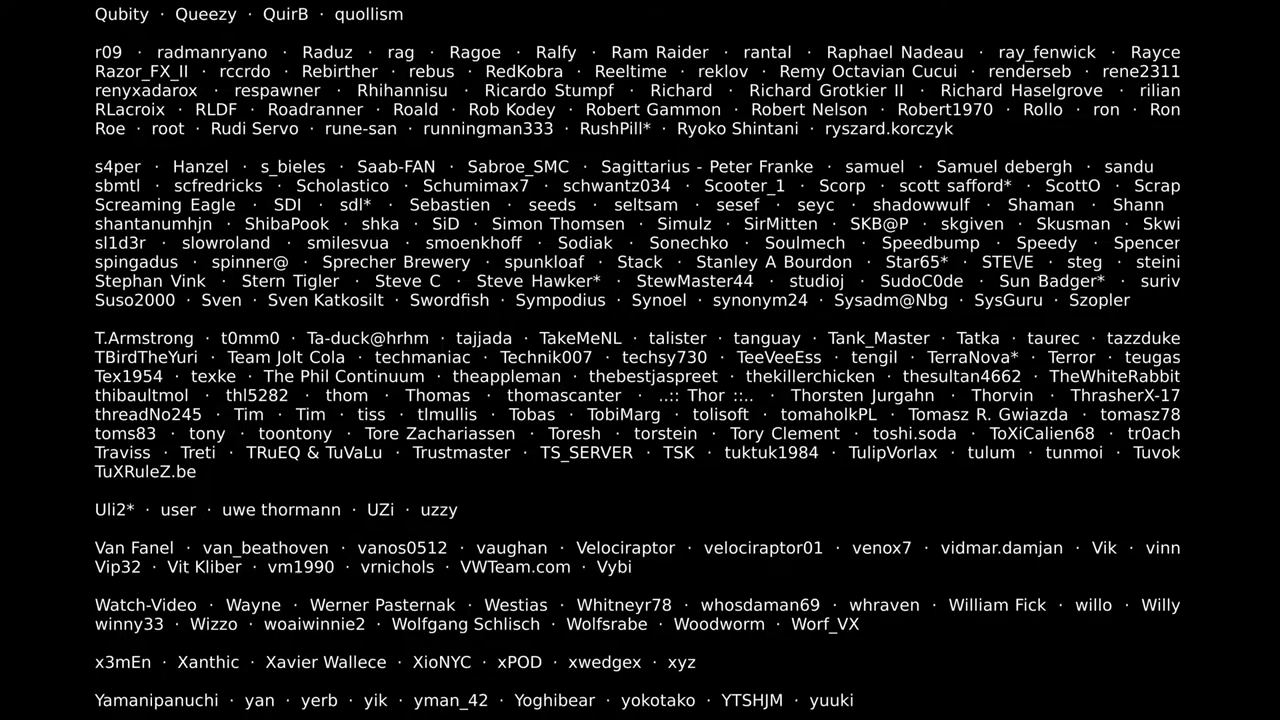 Qubity · Queezy · QuirB · quollism
r09 · radmanryano · Raduz · rag · Ragoe · Ralfy · Ram Raider · rantal · Raphael Nadeau · ray_fenwick · Rayce
Razor_FX_II · rccrdo · Rebirther · rebus · RedKobra · Reeltime · reklov · Remy Octavian Cucui · renderseb · rene2311
renyxadarox · respawner · Rhihannisu · Ricardo Stumpf · Richard · Richard Grotkier II · Richard Haselgrove · rilian
RLacroix · RLDF · Roadranner · Roald · Rob Kodey · Robert Gammon · Robert Nelson · Robert1970 · Rollo · ron · Ron
Roe · root · Rudi Servo · rune-san · runningman333 · RushPill* · Ryoko Shintani · ryszard.korczyk
s4per · Hanzel · s_bieles · Saab-FAN · Sabroe_SMC · Sagittarius - Peter Franke · samuel · Samuel debergh · sandu
sbmtl · scfredricks · Scholastico · Schumimax7 · schwantz034 · Scooter_1 · Scorp · scott safford* · ScottO · Scrap
Screaming Eagle · SDI · sdl* · Sebastien · seeds · seltsam · sesef · seyc · shadowwulf · Shaman · Shann
shantanumhjn · ShibaPook · shka · SiD · Simon Thomsen · Simulz · SirMitten · SKB@P · skgiven · Skusman · Skwi
sl1d3r · slowroland · smilesvua · smoenkhoff · Sodiak · Sonechko · Soulmech · Speedbump · Speedy · Spencer
spingadus · spinner@ · Sprecher Brewery · spunkloaf · Stack · Stanley A Bourdon · Star65* · STE\/E · steg · steini
Stephan Vink · Stern Tigler · Steve C · Steve Hawker* · StewMaster44 · studioj · SudoC0de · Sun Badger* · suriv
Suso2000 · Sven · Sven Katkosilt · Swordfish · Sympodius · Synoel · synonym24 · Sysadm@Nbg · SysGuru · Szopler
T.Armstrong · t0mm0 · Ta-duck@hrhm · tajjada · TakeMeNL · talister · tanguay · Tank_Master · Tatka · taurec · tazzduke
TBirdTheYuri · Team Jolt Cola · techmaniac · Technik007 · techsy730 · TeeVeeEss · tengil · TerraNova* · Terror · teugas
Tex1954 · texke · The Phil Continuum · theappleman · thebestjaspreet · thekillerchicken · thesultan4662 · TheWhiteRabbit
thibaultmol · thl5282 · thom · Thomas · thomascanter · ..:: Thor ::.. · Thorsten Jurgahn · Thorvin · ThrasherX-17
threadNo245 · Tim · Tim · tiss · tlmullis · Tobas · TobiMarg · tolisoft · tomaholkPL · Tomasz R. Gwiazda · tomasz78
toms83 · tony · toontony · Tore Zachariassen · Toresh · torstein · Tory Clement · toshi.soda · ToXiCalien68 · tr0ach
Traviss · Treti · TRuEQ & TuVaLu · Trustmaster · TS_SERVER · TSK · tuktuk1984 · TulipVorlax · tulum · tunmoi · Tuvok
TuXRuleZ.be
Uli2* · user · uwe thormann · UZi · uzzy
Van Fanel · van_beathoven · vanos0512 · vaughan · Velociraptor · velociraptor01 · venox7 · vidmar.damjan · Vik · vinn
Vip32 · Vit Kliber · vm1990 · vrnichols · VWTeam.com · Vybi
Watch-Video · Wayne · Werner Pasternak · Westias · Whitneyr78 · whosdaman69 · whraven · William Fick · willo · Willy
winny33 · Wizzo · woaiwinnie2 · Wolfgang Schlisch · Wolfsrabe · Woodworm · Worf_VX
x3mEn · Xanthic · Xavier Wallece · XioNYC · xPOD · xwedgex · xyz
Yamanipanuchi · yan · yerb · yik · yman_42 · Yoghibear · yokotako · YTSHJM · yuuki